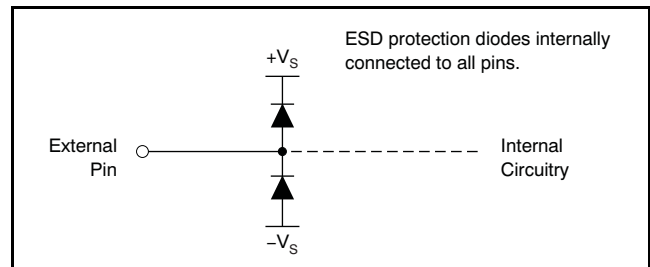 ESD protection diodes internally
connected to all pins.
+VS
External
Pin
Internal
Circuitry
–VS